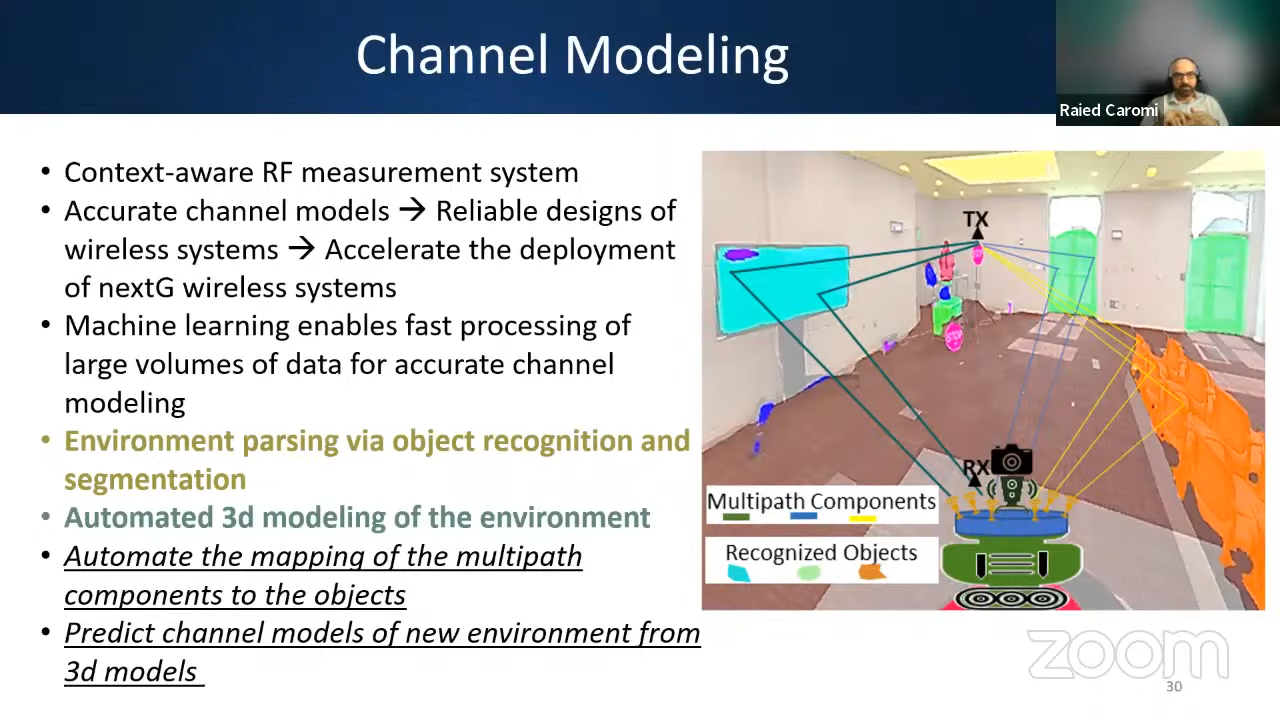 Channel Modeling
Raied Caromi
• Context-aware RF measurement system
• Accurate channel models → Reliable designs of
wireless systems → Accelerate the deployment
of nextG wireless systems
• Machine learning enables fast processing of
large volumes of data for accurate channel
modeling
• Environment parsing via object recognition and
segmentation
• Automated 3d modeling of the environment
• Automate the mapping of the multipath
components to the objects
• Predict channel models of new environment from
3d models
TX
RX
Multipath Components
Recognized Objects
zoom
30